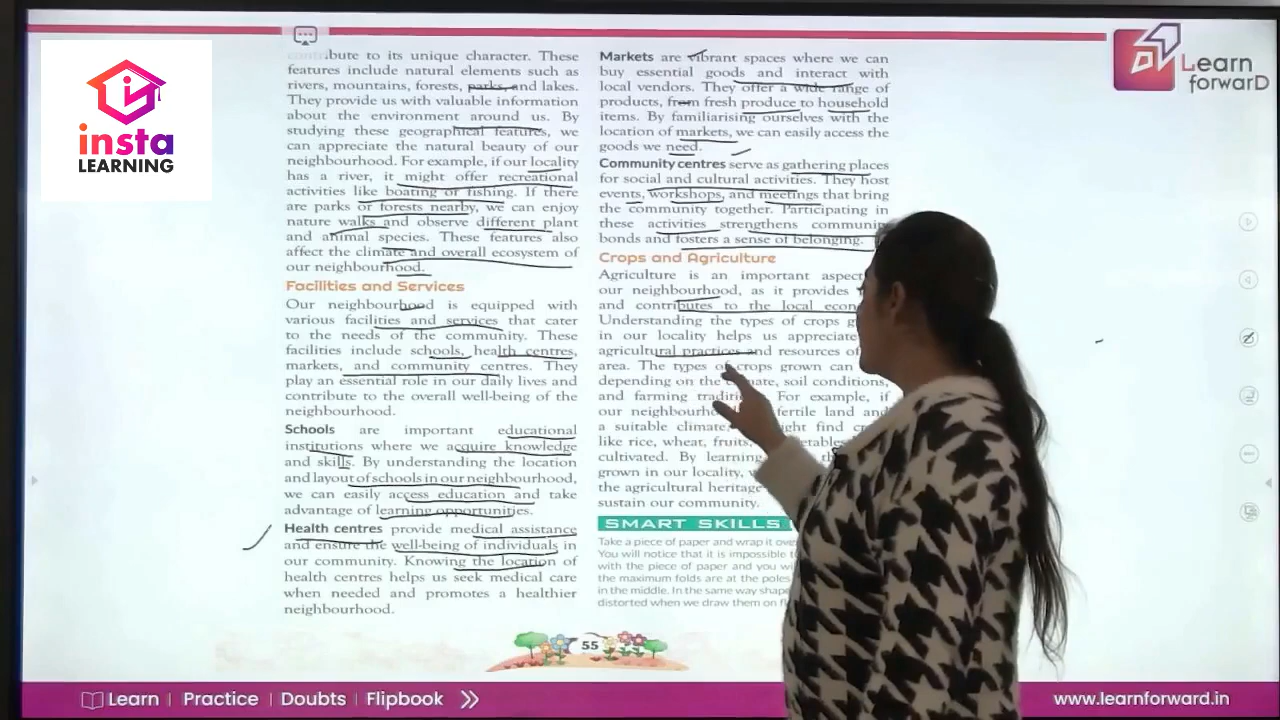 insta
LEARNING
Learn
forwarD
contribute to its unique character. These
features include natural elements such as
rivers, mountains, forests, parks, and lakes.
They provide us with valuable information
about the environment around us. By
studying these geographical features, we
can appreciate the natural beauty of our
neighbourhood. For example, if our locality
has a river, it might offer recreational
activities like boating or fishing. If there
are parks or forests nearby, we can enjoy
nature walks and observe different plant
and animal species. These features also
affect the climate and overall ecosystem of
our neighbourhood.
Facilities and Services
Our neighbourhood is equipped with
various facilities and services that cater
to the needs of the community. These
facilities include schools, health centres,
markets, and community centres. They
play an essential role in our daily lives and
contribute to the overall well-being of the
neighbourhood.
Schools are important educational
institutions where we acquire knowledge
and skills. By understanding the location
and layout of schools in our neighbourhood,
we can easily access education and take
advantage of learning opportunities.
Health centres provide medical assistance
and ensure the well-being of individuals in
our community. Knowing the location of
health centres helps us seek medical care
when needed and promotes a healthier
neighbourhood.
Markets are vibrant spaces where we can
buy essential goods and interact with
local vendors. They offer a wide range of
products, from fresh produce to household
items. By familiarising ourselves with the
location of markets, we can easily access the
goods we need.
Community centres serve as gathering places
for social and cultural activities. They host
events, workshops, and meetings that bring
the community together. Participating in
these activities strengthens community
bonds and fosters a sense of belonging.
Crops and Agriculture
Agriculture is an important aspect
our neighbourhood, as it provides
and contributes to the local econ
Understanding the types of crops g
in our locality helps us appreciate
agricultural practices and resources of
area. The types of crops grown can
depending on the climate, soil conditions,
and farming traditi For example, if
our neighbourh fertile land and
a suitable climate, ght find cr
like rice, wheat, fruits, etables
cultivated. By learning th
grown in our locality, w
the agricultural heritage
sustain our community.
SMART SKILLS
Take a piece of paper and wrap it ove
You will notice that it is impossible t
with the piece of paper and you wi
the maximum folds are at the poles
in the middle. In the same way shape
distorted when we draw them on fl
55
Learn | Practice | Doubts | Flipbook
www.learnforward.in